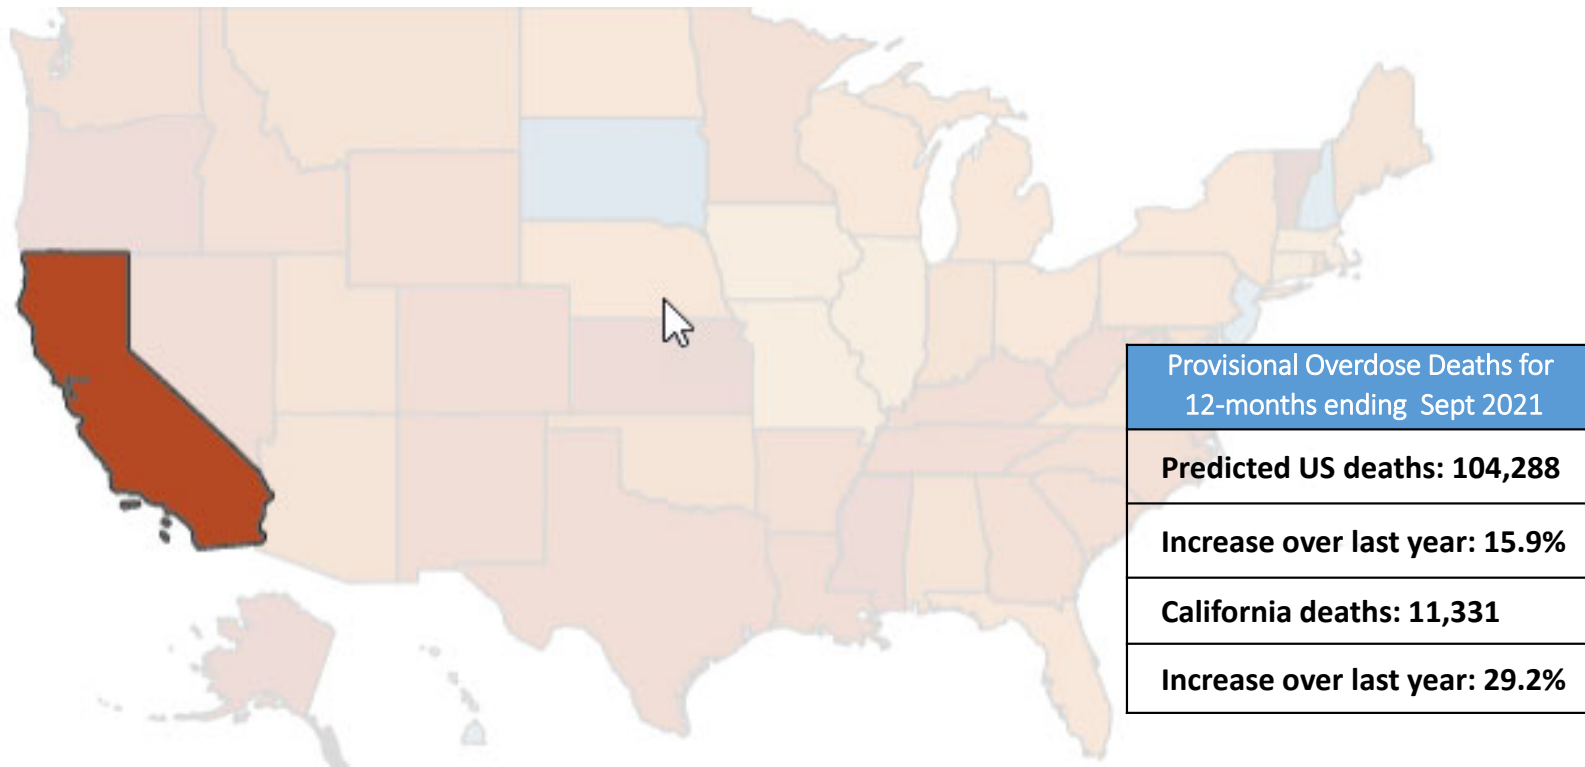 Provisional Overdose Deaths for
12-months ending Sept 2021
Predicted US deaths: 104,288
Increase over last year: 15.9%
California deaths: 11,331
Increase over last year: 29.2%